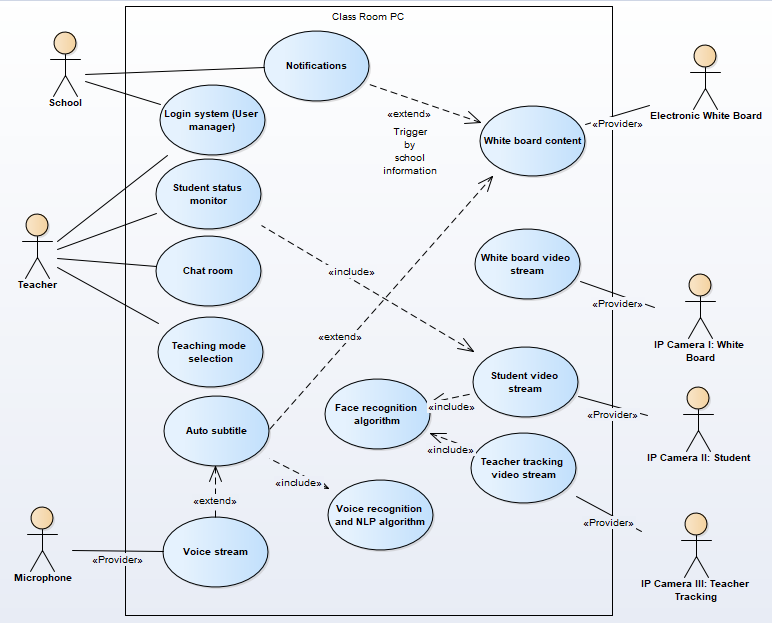 Class Room PC
School
Notifications
Login system (User
manager)
«extend»
Trigger
by
school
information
White board content
«Provider»
Electronic White Board
Student status
monitor
Teacher
Chat room
«include»
White board video
stream
«Provider»
IP Camera I: White
Board
Teaching mode
selection
«extend»
Student video
stream
«include»
«Provider»
IP Camera II: Student
Face recognition
algorithm
Auto subtitle
«include»
Teacher tracking
video stream
«include»
«extend»
Voice recognition
and NLP algorithm
«Provider»
IP Camera III: Teacher
Tracking
Voice stream
«Provider»
Microphone